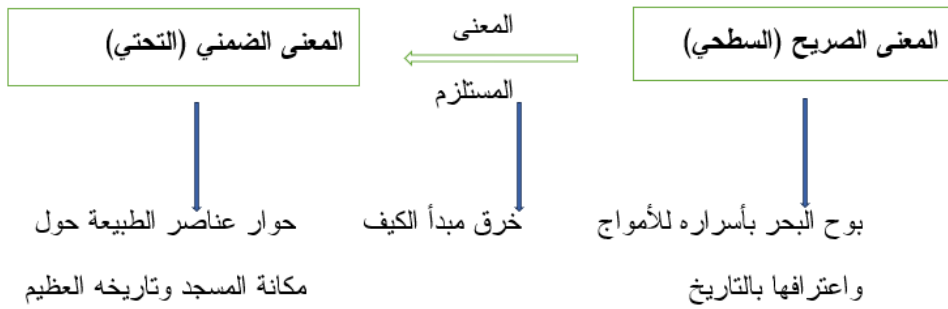 المعنى الصريح (السطحي)
المعنى
المستلزم
المعنى الضمني (التحتي)
بوح البحر بأسراره للأمواج
واعترافها بالتاريخ
خرق مبدأ الكيف
حوار عناصر الطبيعة حول
مكانة المسجد وتاريخه العظيم